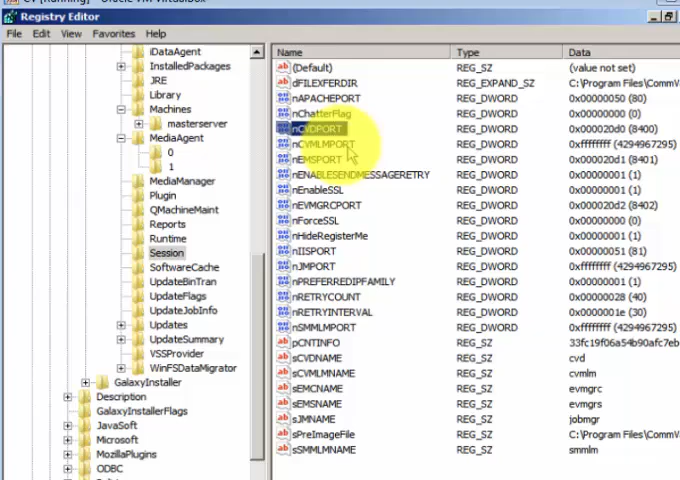 CV [Running] - Oracle VM VirtualBox
Registry Editor
File Edit View Favorites Help
iDataAgent
InstalledPackages
JRE
Library
Machines
masterserver
MediaAgent
0
1
MediaManager
Plugin
QMachineMaint
Reports
Runtime
Session
SoftwareCache
UpdateBinTran
UpdateFlags
UpdateJobInfo
Updates
UpdateSummary
VSSProvider
WinFSDataMigrator
GalaxyInstaller
Description
GalaxyInstallerFlags
JavaSoft
Microsoft
MozillaPlugins
ODBC
Name Type Data
(Default) REG_SZ (value not set)
dFILEXFERDIR REG_EXPAND_SZ C:\Program Files\CommVa
nAPACHEPORT REG_DWORD 0x00000050 (80)
nChatterFlag REG_DWORD 0x00000000 (0)
nCVDPORT REG_DWORD 0x000020d0 (8400)
nCVMLMPORT REG_DWORD 0xffffffff (4294967295)
nEMSPORT REG_DWORD 0x000020d1 (8401)
nENABLESENDMESSAGERETRY REG_DWORD 0x00000001 (1)
nEnableSSL REG_DWORD 0x00000001 (1)
nEVMGRCPORT REG_DWORD 0x000020d2 (8402)
nForceSSL REG_DWORD 0x00000000 (0)
nHideRegisterMe REG_DWORD 0x00000001 (1)
nIISPORT REG_DWORD 0x00000051 (81)
nJMPORT REG_DWORD 0xffffffff (4294967295)
nPREFERREDIPFAMILY REG_DWORD 0x00000001 (1)
nRETRYCOUNT REG_DWORD 0x00000028 (40)
nRETRYINTERVAL REG_DWORD 0x0000001e (30)
nSMMLMPORT REG_DWORD 0xffffffff (4294967295)
pCNTINFO REG_SZ 33fc19f06a54b90afc7eb
sCVDNAME REG_SZ cvd
sCVMLMNAME REG_SZ cvmlm
sEMCNAME REG_SZ evmgrc
sEMSNAME REG_SZ evmgrs
sJMNAME REG_SZ jobmgr
sPreImageFile REG_SZ C:\Program Files\CommVa
sSMMLMNAME REG_SZ smmlm